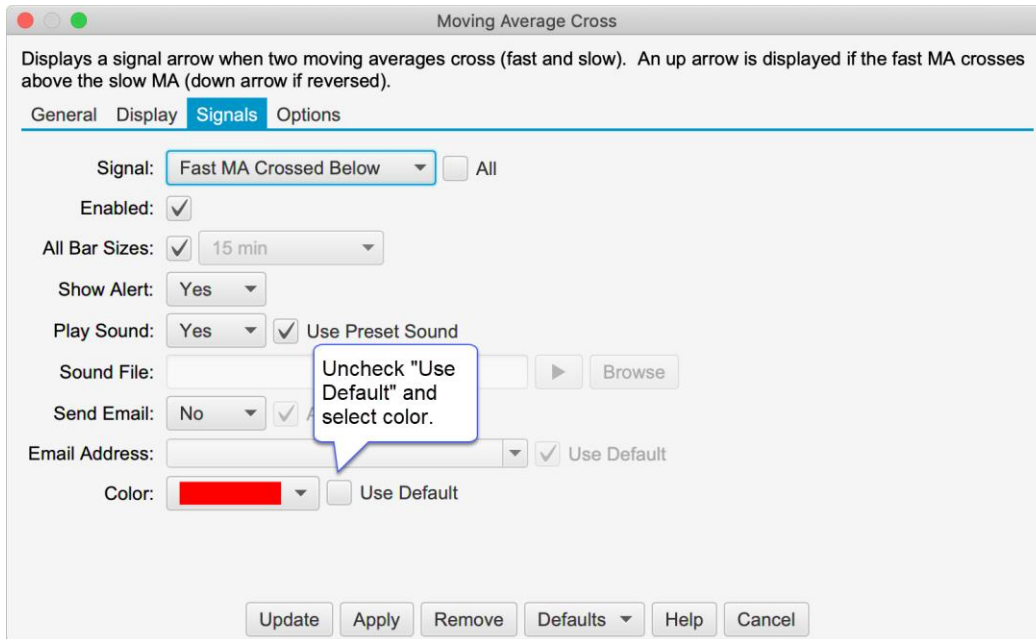 Moving Average Cross
Displays a signal arrow when two moving averages cross (fast and slow).  An up arrow is displayed if the fast MA crosses
above the slow MA (down arrow if reversed).
General Display Signals Options
Signal: Fast MA Crossed Below All
Enabled:
All Bar Sizes: 15 min
Show Alert: Yes
Play Sound: Yes Use Preset Sound
Uncheck "Use
Default" and
select color.
Sound File: Browse
Send Email: No
Email Address: Use Default
Color: Use Default
Update Apply Remove Defaults Help Cancel